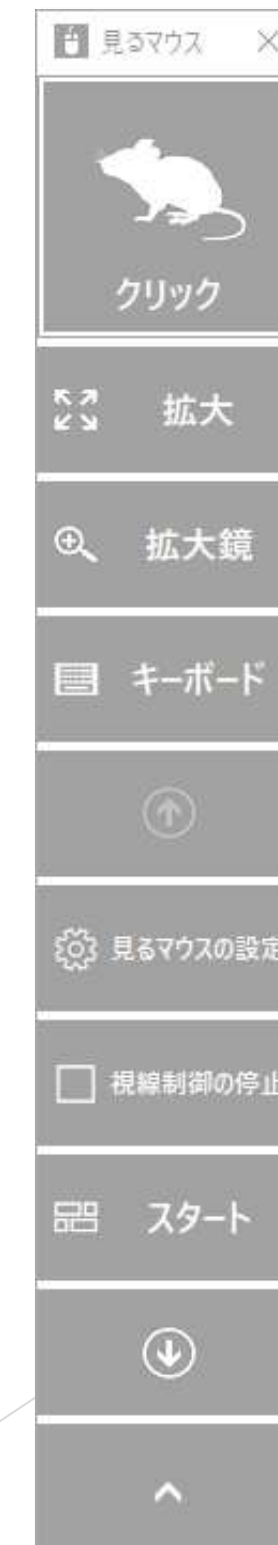 見るマウス
クリック
拡大
拡大鏡
キーボード
見るマウスの設定
視線制御の停止
スタート